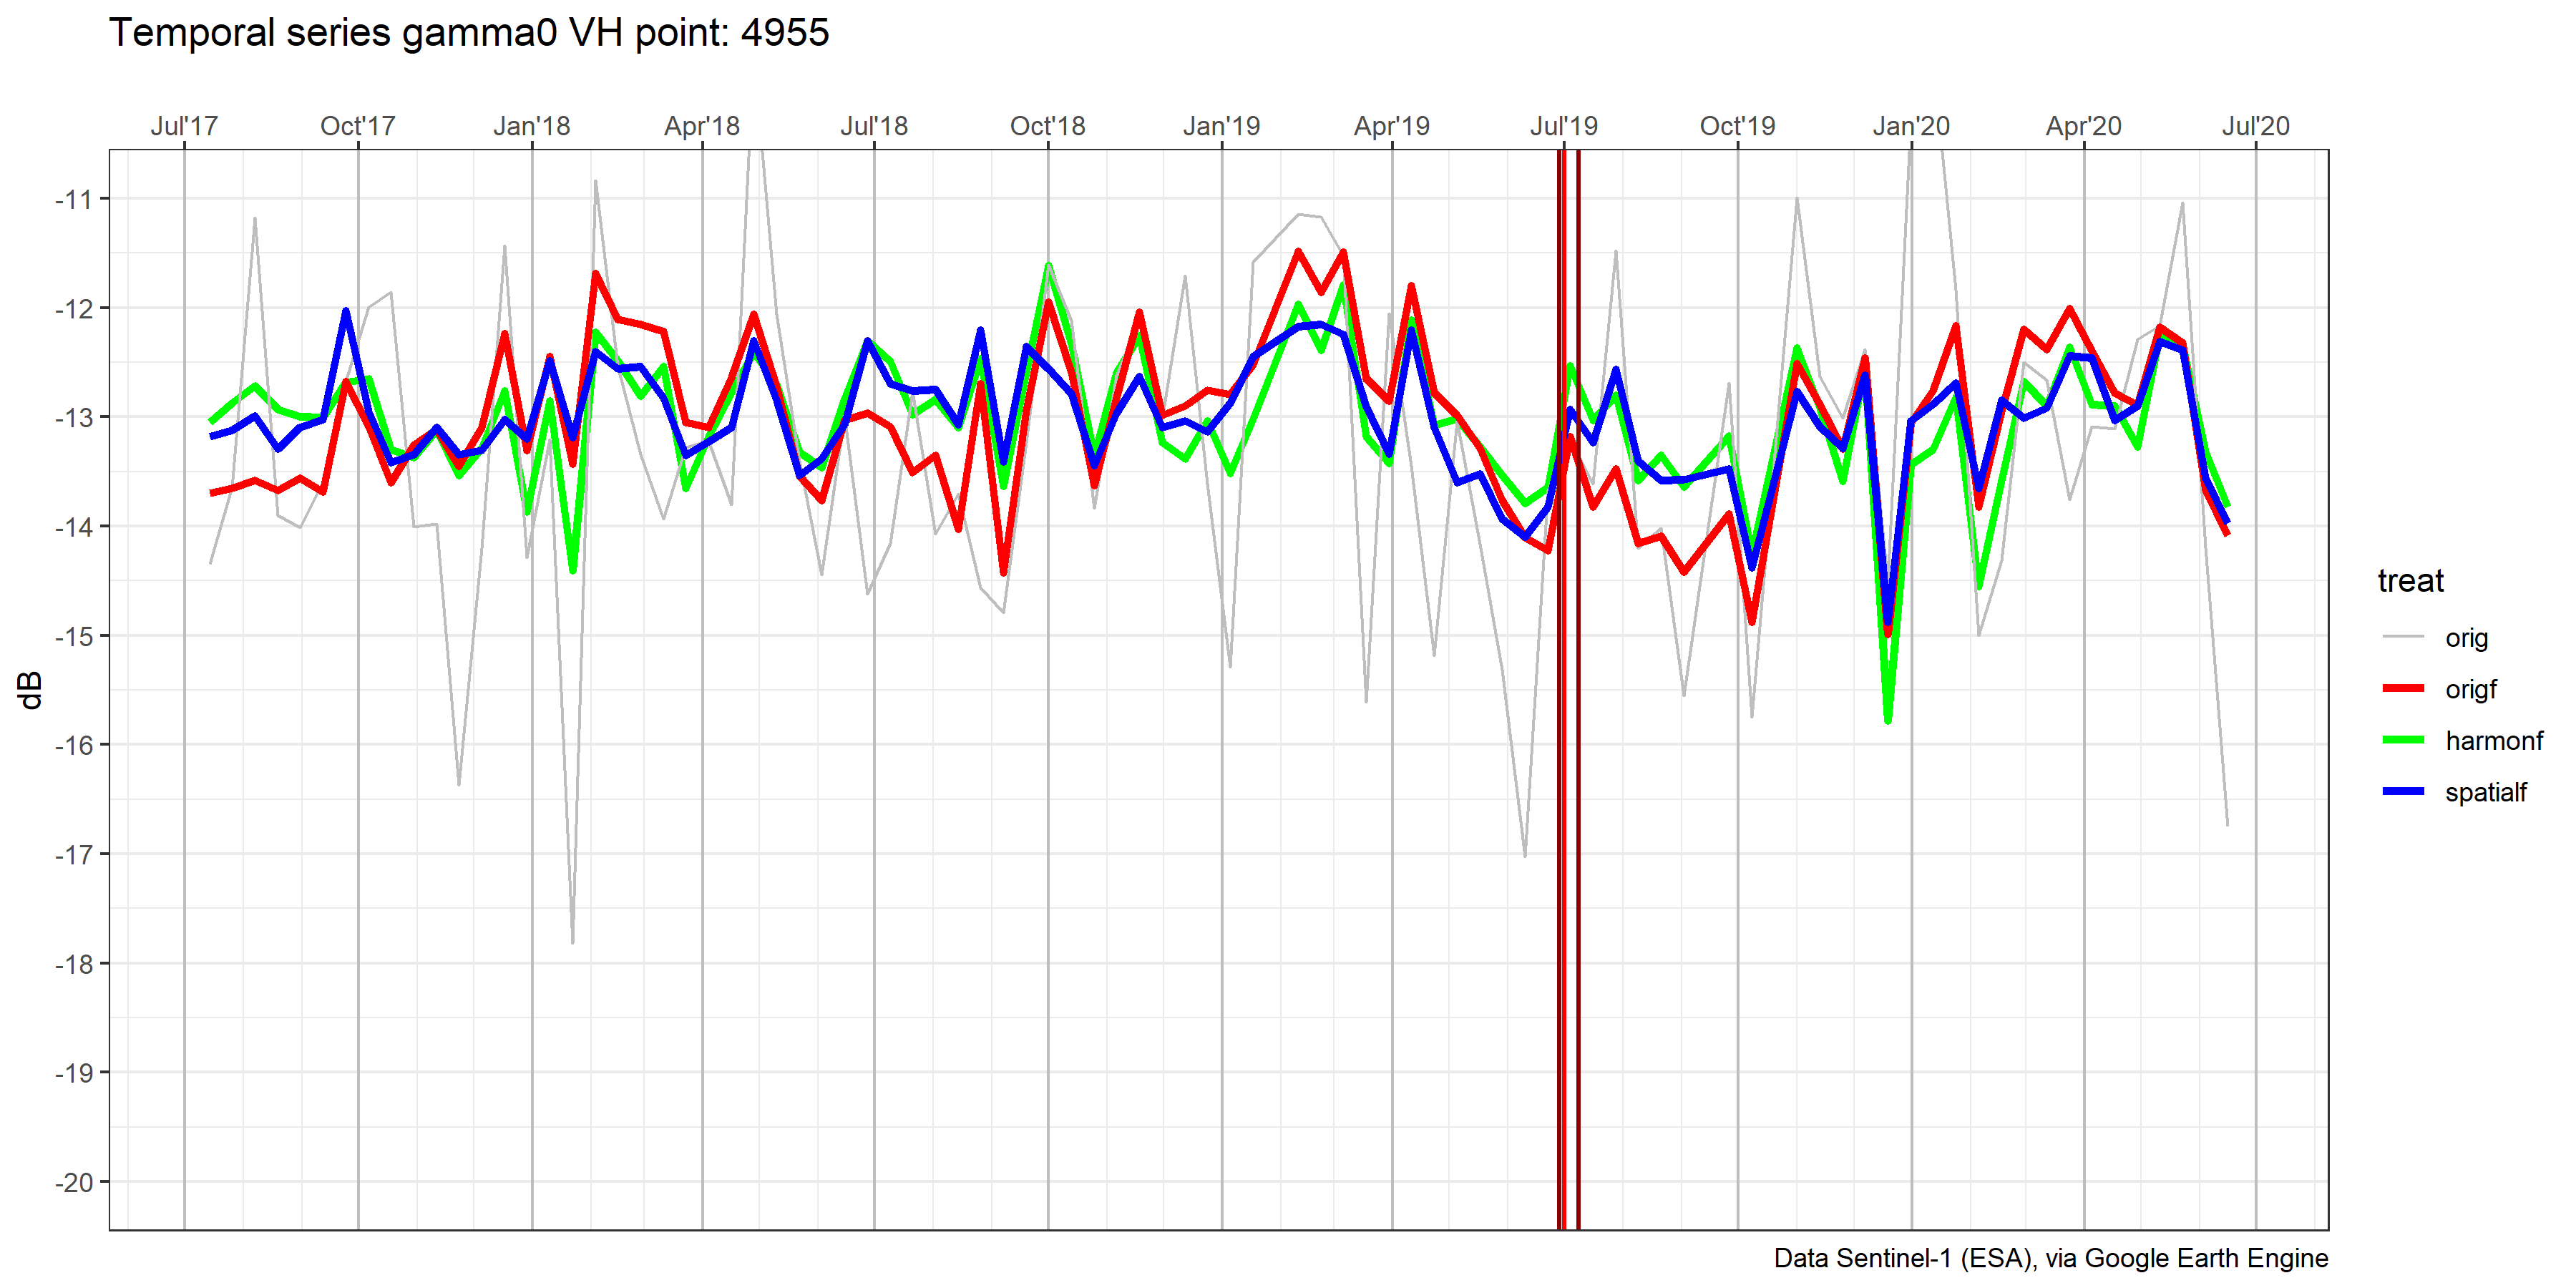 Temporal series gamma0 VH point: 4955
Jul'17 Oct'17 Jan'18 Apr'18 Jul'18 Oct'18 Jan'19 Apr'19 Jul'19 Oct'19 Jan'20 Apr'20 Jul'20
-11
-12
-13
-14
-15
-16
-17
-18
-19
-20
dB
treat
orig
origf
harmonf
spatialf
Data Sentinel-1 (ESA), via Google Earth Engine